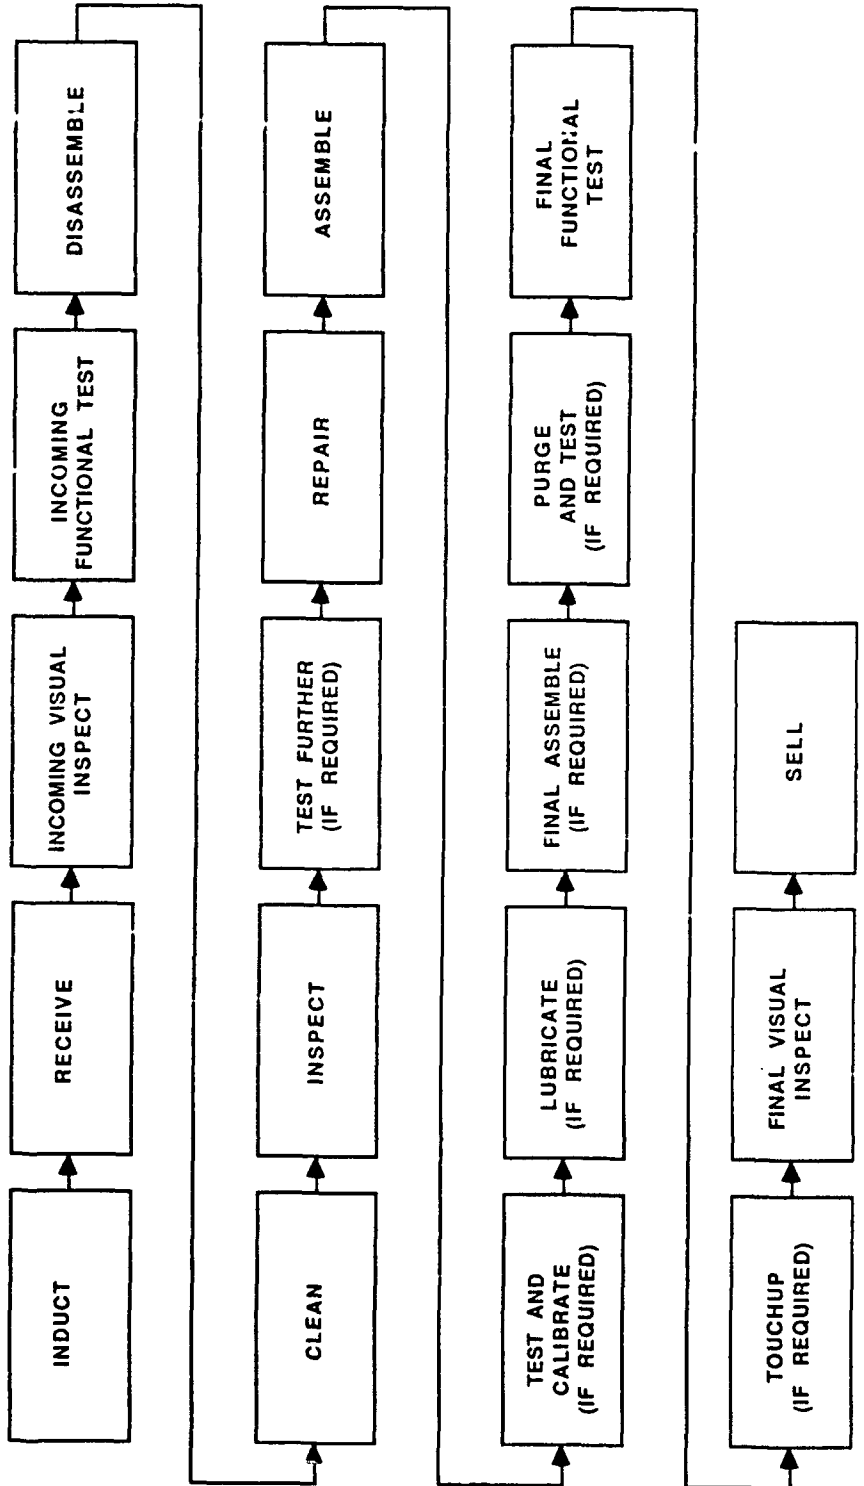 INDUCT
RECEIVE
INCOMING VISUAL
INSPECT
INCOMING
FUNCTIONAL TEST
DISASSEMBLE
CLEAN
INSPECT
TEST FURTHER
(IF REQUIRED)
REPAIR
ASSEMBLE
TEST AND
CALIBRATE
(IF REQUIRED)
LUBRICATE
(IF REQUIRED)
FINAL ASSEMBLE
(IF REQUIRED)
PURGE
AND TEST
(IF REQUIRED)
FINAL
FUNCTIONAL
TEST
TOUCHUP
(IF REQUIRED)
FINAL VISUAL
INSPECT
SELL